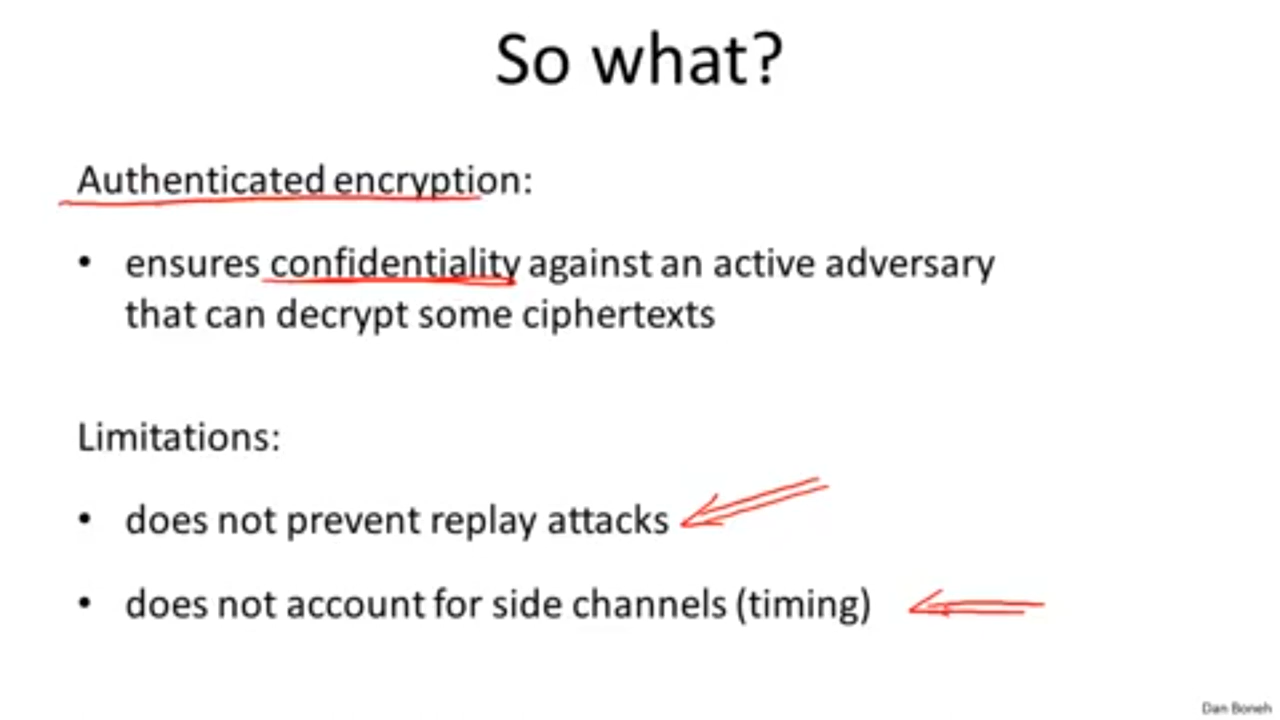 So what?
Authenticated encryption:
• ensures confidentiality against an active adversary
that can decrypt some ciphertexts
Limitations:
• does not prevent replay attacks
• does not account for side channels (timing)
Dan Boneh